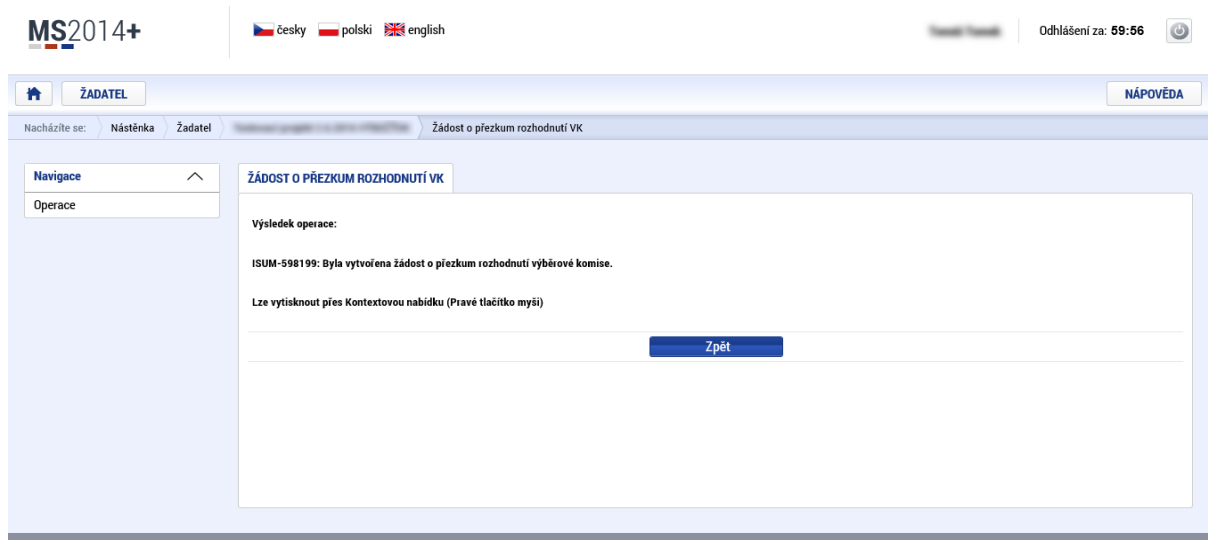 MS2014+
česky polski english
Odhlášení za: 59:56
ŽADATEL
NÁPOVĚDA
Nacházíte se: Nástěnka Žadatel Žádost o přezkum rozhodnutí VK
Navigace
Operace
ŽÁDOST O PŘEZKUM ROZHODNUTÍ VK
Výsledek operace:
ISUM-598199: Byla vytvořena žádost o přezkum rozhodnutí výběrové komise.
Lze vytisknout přes Kontextovou nabídku (Pravé tlačítko myši)
Zpět